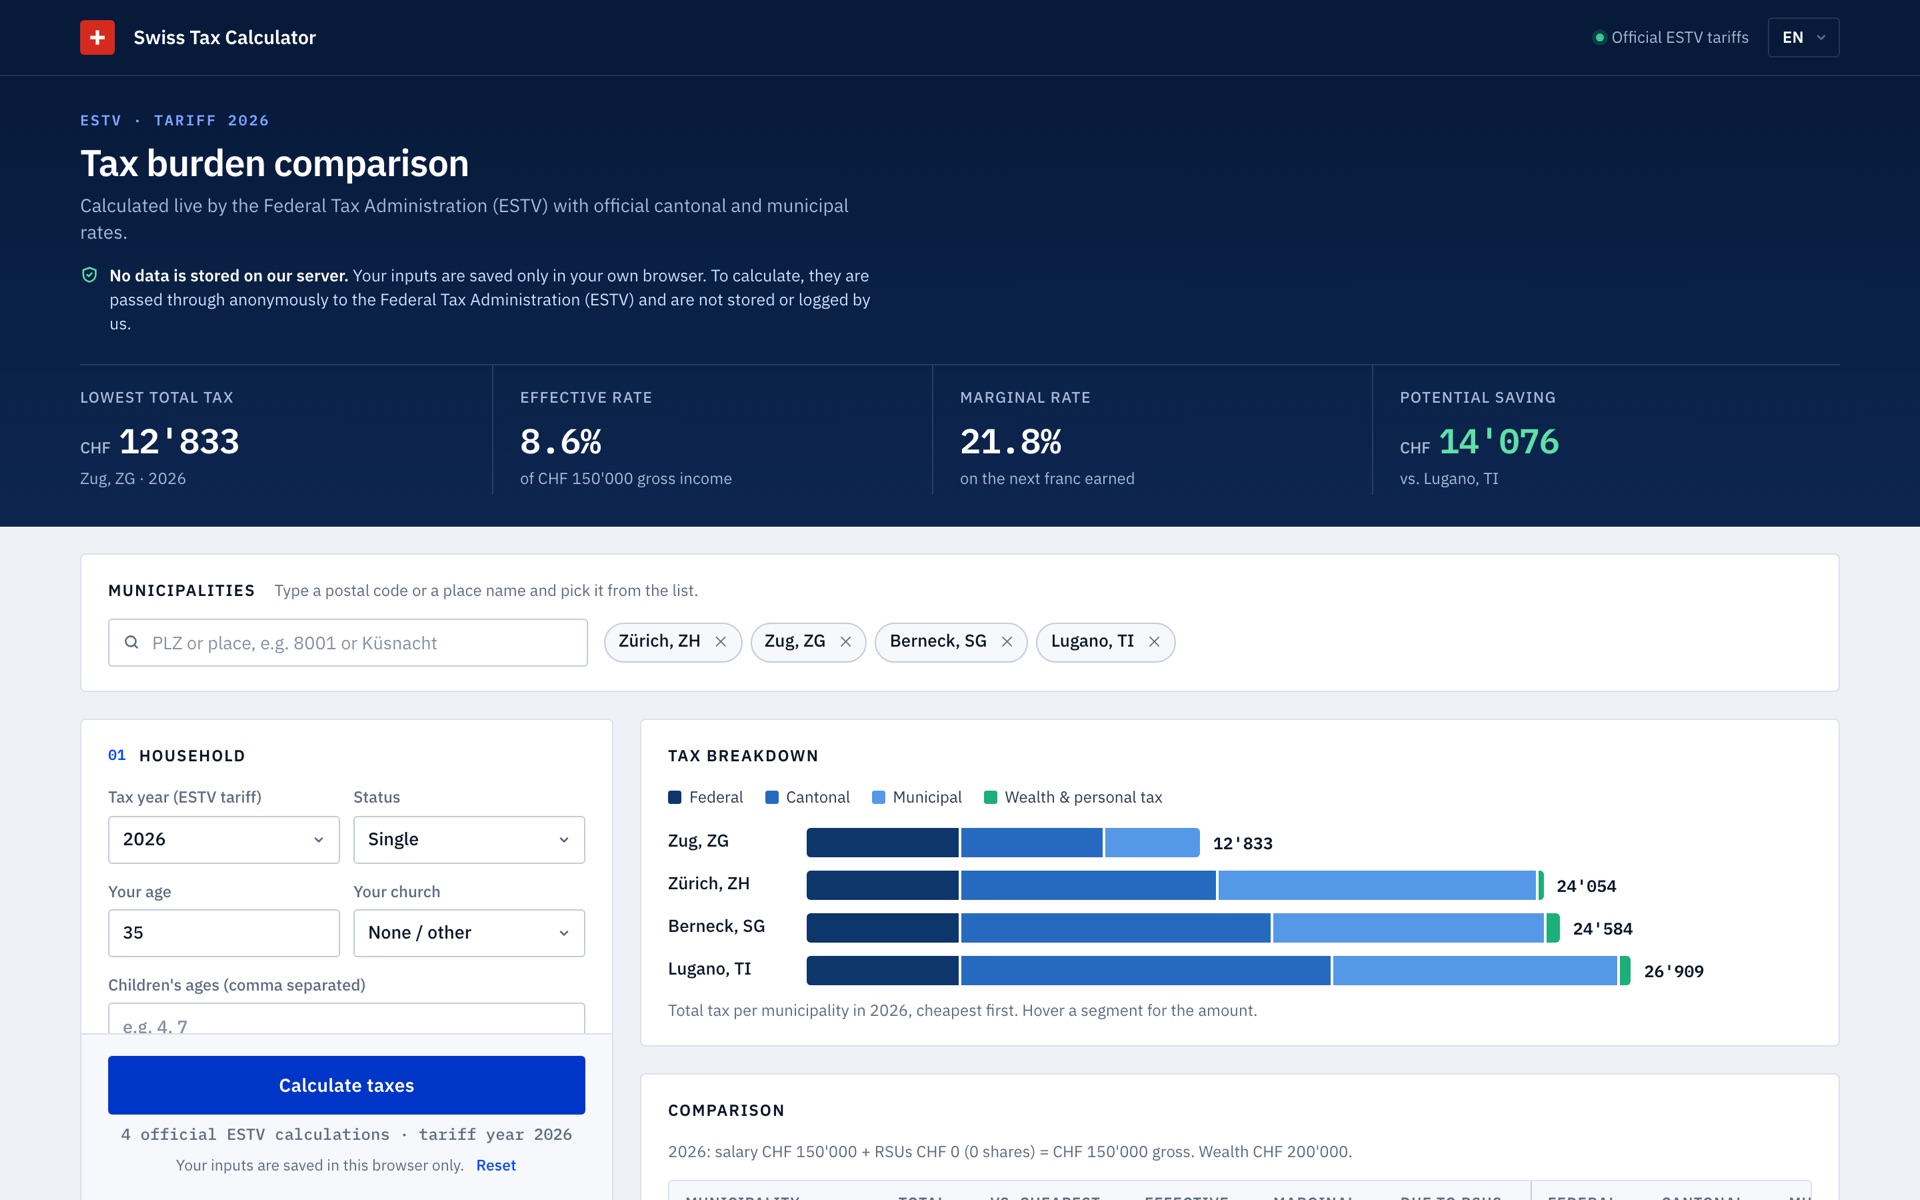 Swiss Tax Calculator
Official ESTV tariffs
EN
ESTV · TARIFF 2026
Tax burden comparison
Calculated live by the Federal Tax Administration (ESTV) with official cantonal and municipal
rates.
No data is stored on our server. Your inputs are saved only in your own browser. To calculate, they are
passed through anonymously to the Federal Tax Administration (ESTV) and are not stored or logged by
us.
LOWEST TOTAL TAX
CHF 12'833
Zug, ZG · 2026
EFFECTIVE RATE
8.6%
of CHF 150'000 gross income
MARGINAL RATE
21.8%
on the next franc earned
POTENTIAL SAVING
CHF 14'076
vs. Lugano, TI
MUNICIPALITIES Type a postal code or a place name and pick it from the list.
PLZ or place, e.g. 8001 or Küsnacht
Zürich, ZH
Zug, ZG
Berneck, SG
Lugano, TI
01 HOUSEHOLD
Tax year (ESTV tariff)
2026
Status
Single
Your age
35
Your church
None / other
Children's ages (comma separated)
e.g. 4, 7
Calculate taxes
4 official ESTV calculations · tariff year 2026
Your inputs are saved in this browser only. Reset
TAX BREAKDOWN
Federal Cantonal Municipal Wealth & personal tax
Zug, ZG 12'833
Zürich, ZH 24'054
Berneck, SG 24'584
Lugano, TI 26'909
Total tax per municipality in 2026, cheapest first. Hover a segment for the amount.
COMPARISON
2026: salary CHF 150'000 + RSUs CHF 0 (0 shares) = CHF 150'000 gross. Wealth CHF 200'000.
MUNICIPALITY TOTAL VS. CHEAPEST EFFECTIVE MARGINAL DUE TO RSUS FEDERAL CANTONAL